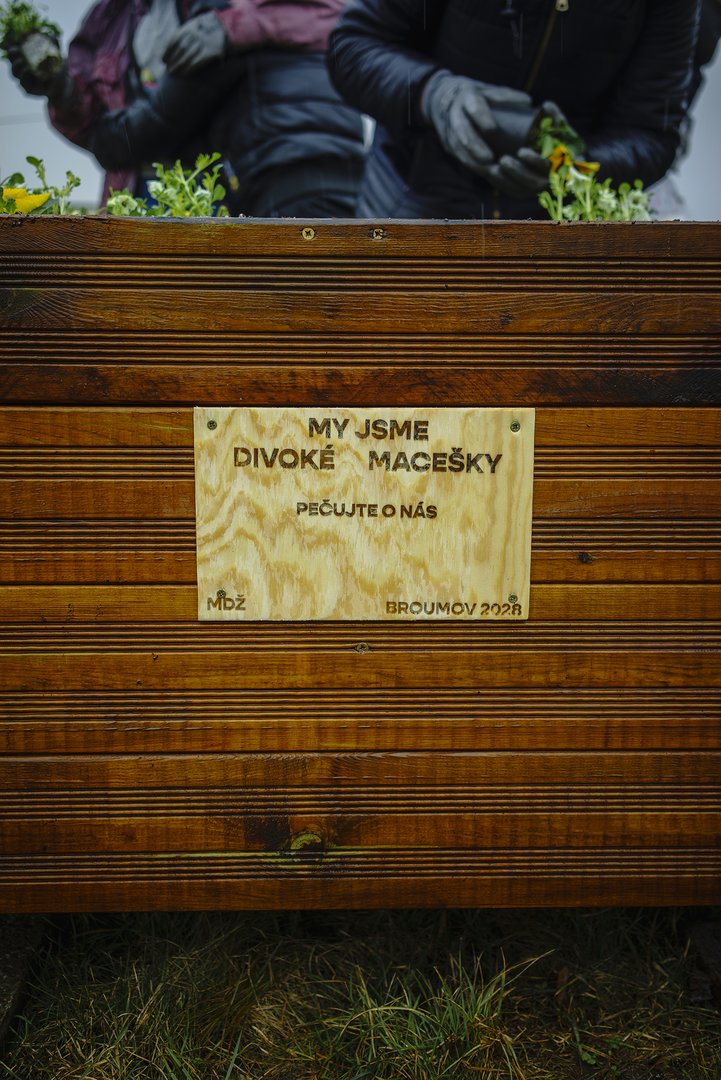 MY JSME
DIVOKÉ MACEŠKY
PEČUJTE O NÁS
MDŽ
BROUMOV 2028